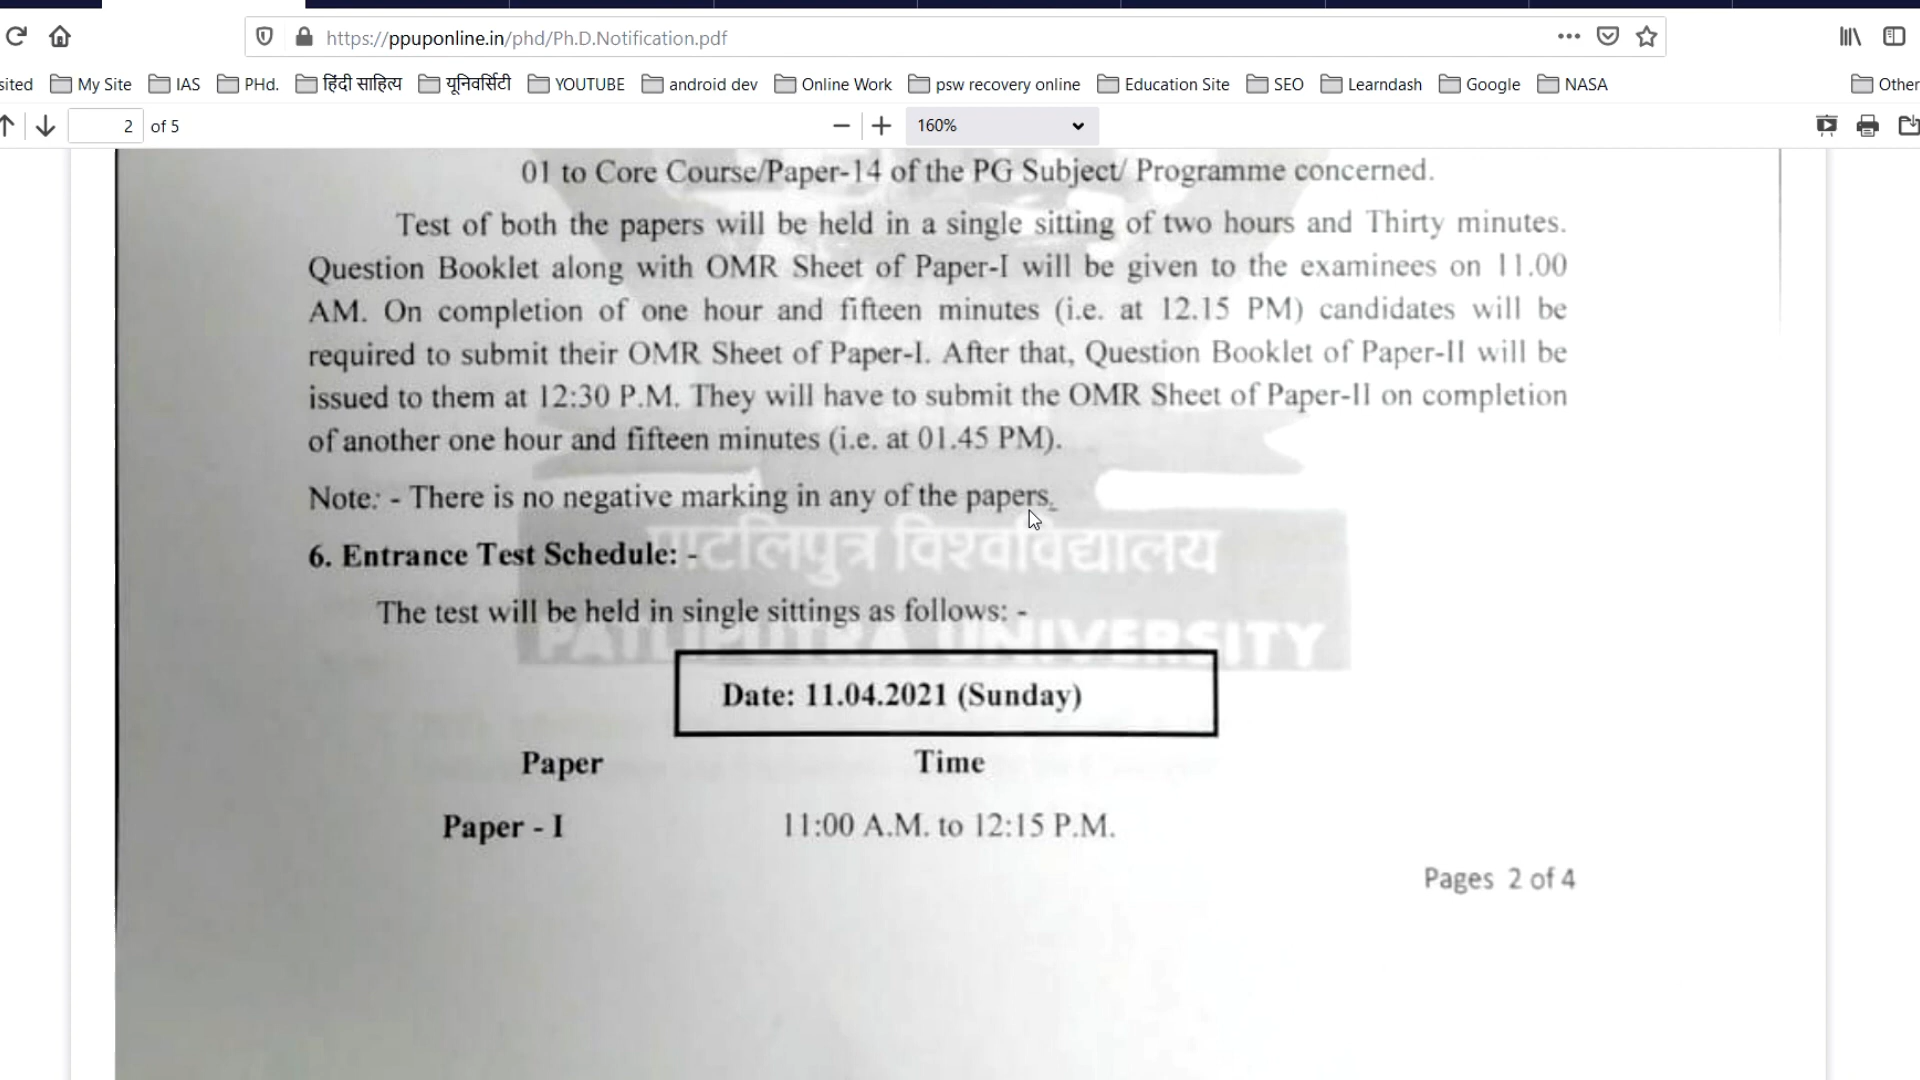 https://ppuponline.in/phd/Ph.D.Notification.pdf
sited My Site IAS PHd. हिंदी साहित्य यूनिवर्सिटी YOUTUBE android dev Online Work psw recovery online Education Site SEO Learndash Google NASA Other
2 of 5 160%
01 to Core Course/Paper-14 of the PG Subject/ Programme concerned.
Test of both the papers will be held in a single sitting of two hours and Thirty minutes.
Question Booklet along with OMR Sheet of Paper-I will be given to the examinees on 11.00
AM. On completion of one hour and fifteen minutes (i.e. at 12.15 PM) candidates will be
required to submit their OMR Sheet of Paper-I. After that, Question Booklet of Paper-II will be
issued to them at 12:30 P.M. They will have to submit the OMR Sheet of Paper-II on completion
of another one hour and fifteen minutes (i.e. at 01.45 PM).
Note: - There is no negative marking in any of the papers.
पाटलिपुत्र विश्वविद्यालय
6. Entrance Test Schedule: -
The test will be held in single sittings as follows: -
PATLIPUTRA UNIVERSITY
Date: 11.04.2021 (Sunday)
Paper Time
Paper - I 11:00 A.M. to 12:15 P.M.
Pages 2 of 4